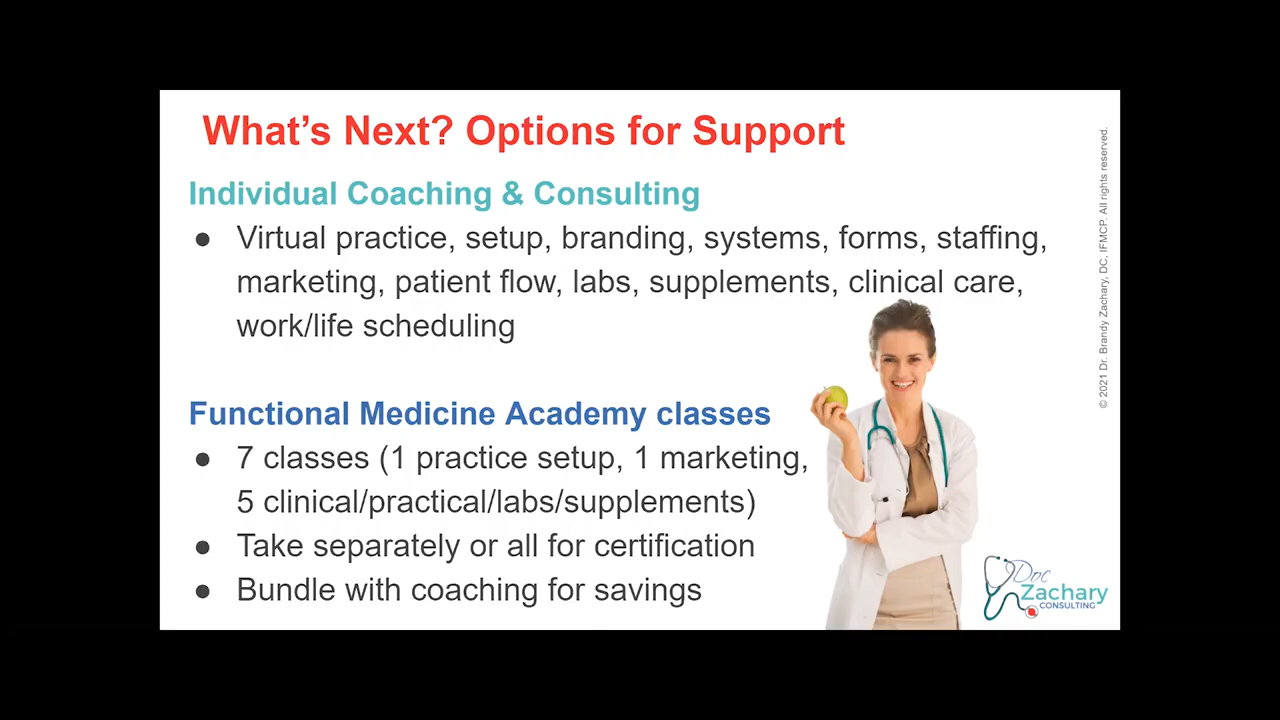 What's Next? Options for Support
Individual Coaching & Consulting
● Virtual practice, setup, branding, systems, forms, staffing,
marketing, patient flow, labs, supplements, clinical care,
work/life scheduling
Functional Medicine Academy classes
● 7 classes (1 practice setup, 1 marketing,
5 clinical/practical/labs/supplements)
● Take separately or all for certification
● Bundle with coaching for savings
© 2021 Dr. Brandy Zachary, DC, IFMCP. All rights reserved.
Doc
Zachary
CONSULTING